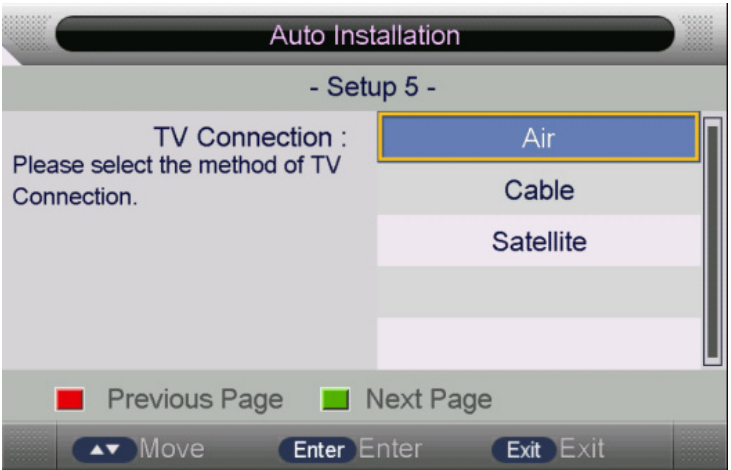 Auto Installation
- Setup 5 -
TV Connection :
Please select the method of TV
Connection.
Air
Cable
Satellite
Previous Page Next Page
Move Enter Enter Exit Exit